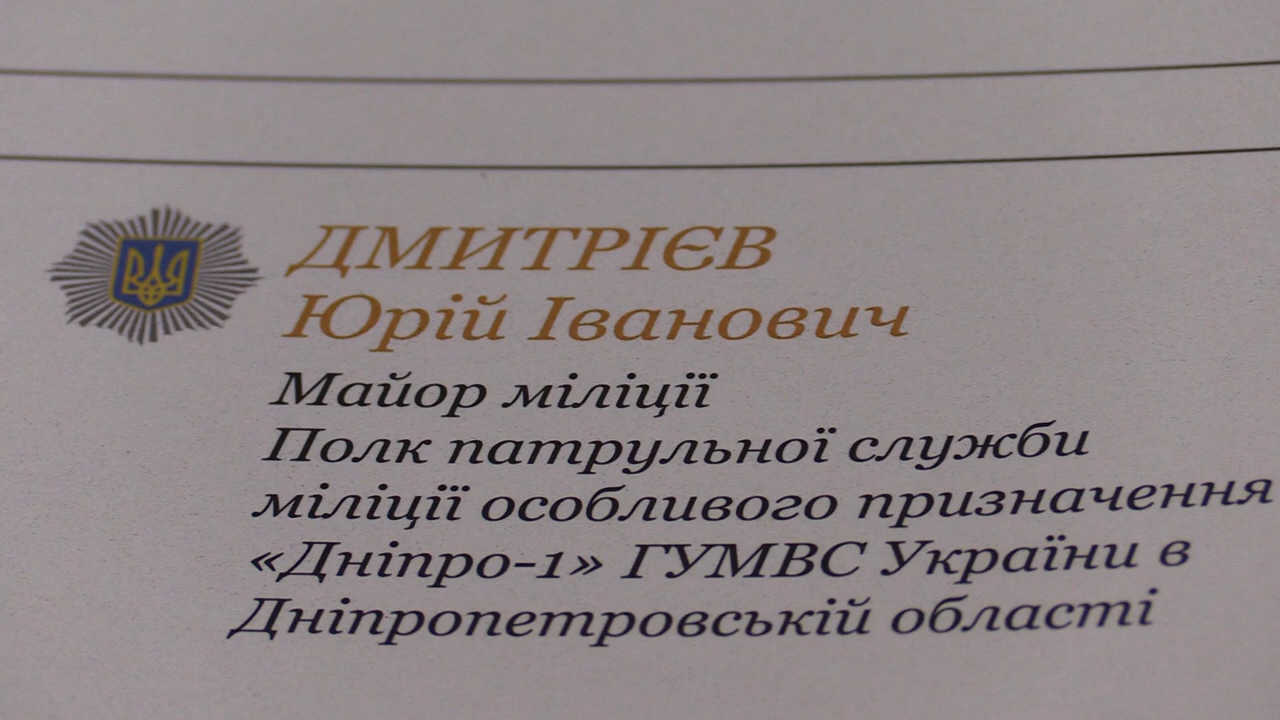 ДМИТРІЄВ
Юрій Іванович
Майор міліції
Полк патрульної служби
міліції особливого призначення
«Дніпро-1» ГУМВС України в
Дніпропетровській області